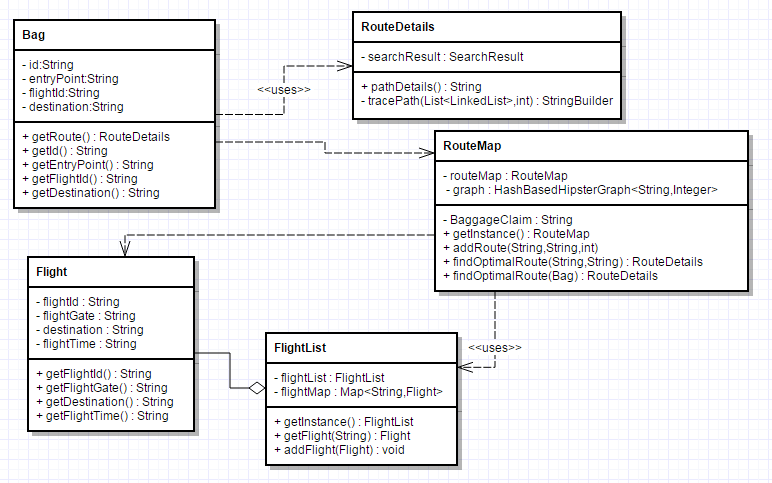 Bag
- id:String
- entryPoint:String
- flightId:String
- destination:String
+ getRoute() : RouteDetails
+ getId() : String
+ getEntryPoint() : String
+ getFlightId() : String
+ getDestination() : String
<<uses>>
RouteDetails
- searchResult : SearchResult
+ pathDetails() : String
- tracePath(List<LinkedList>,int) : StringBuilder
RouteMap
- routeMap : RouteMap
- graph : HashBasedHipsterGraph<String,Integer>
- BaggageClaim : String
+ getInstance() : RouteMap
+ addRoute(String,String,int)
+ findOptimalRoute(String,String) : RouteDetails
+ findOptimalRoute(Bag) : RouteDetails
Flight
- flightId : String
- flightGate : String
- destination : String
- flightTime : String
+ getFlightId() : String
+ getFlightGate() : String
+ getDestination() : String
+ getFlightTime() : String
<<uses>>
FlightList
- flightList : FlightList
- flightMap : Map<String,Flight>
+ getInstance() : FlightList
+ getFlight(String) : Flight
+ addFlight(Flight) : void